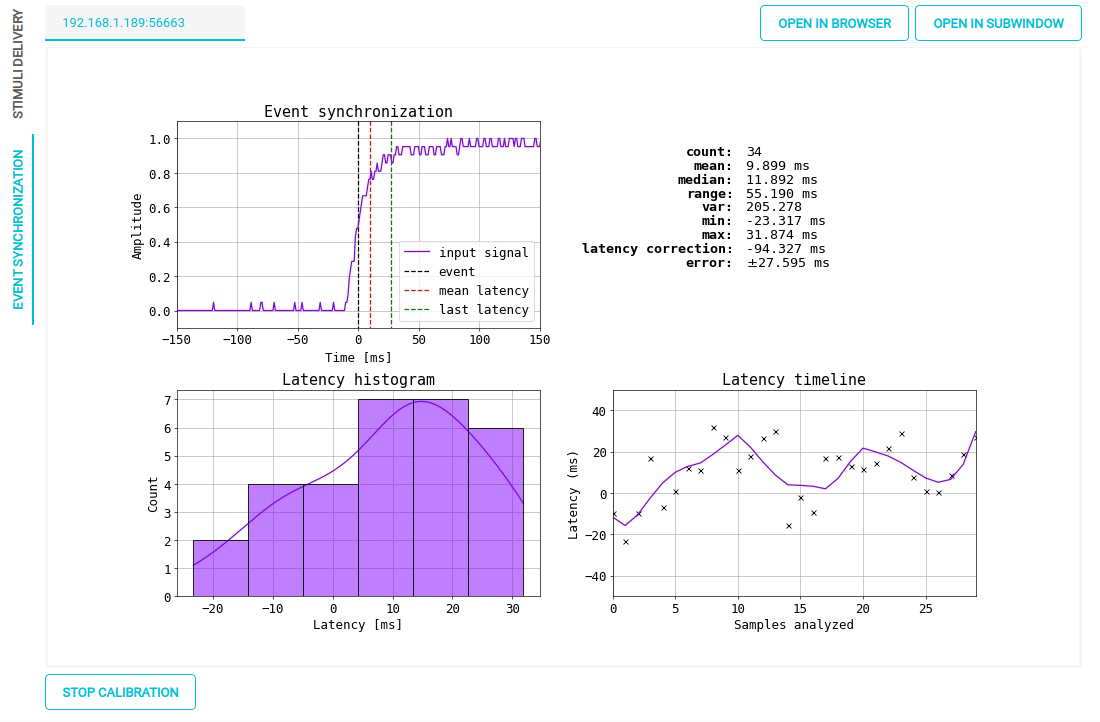 STIMULI DELIVERY
EVENT SYNCHRONIZATION
192.168.1.189:56663
OPEN IN BROWSER
OPEN IN SUBWINDOW
Event synchronization
Amplitude
1.0
0.8
0.6
0.4
0.2
0.0
input signal
event
mean latency
last latency
−150 −100 −50 0 50 100 150
Time [ms]
count: 34
mean: 9.899 ms
median: 11.892 ms
range: 55.190 ms
var: 205.278
min: -23.317 ms
max: 31.874 ms
latency correction: -94.327 ms
error: ±27.595 ms
Latency histogram
Count
7
6
5
4
3
2
1
0
−20 −10 0 10 20 30
Latency [ms]
Latency timeline
Latency (ms)
40
20
0
−20
−40
0 5 10 15 20 25
Samples analyzed
STOP CALIBRATION